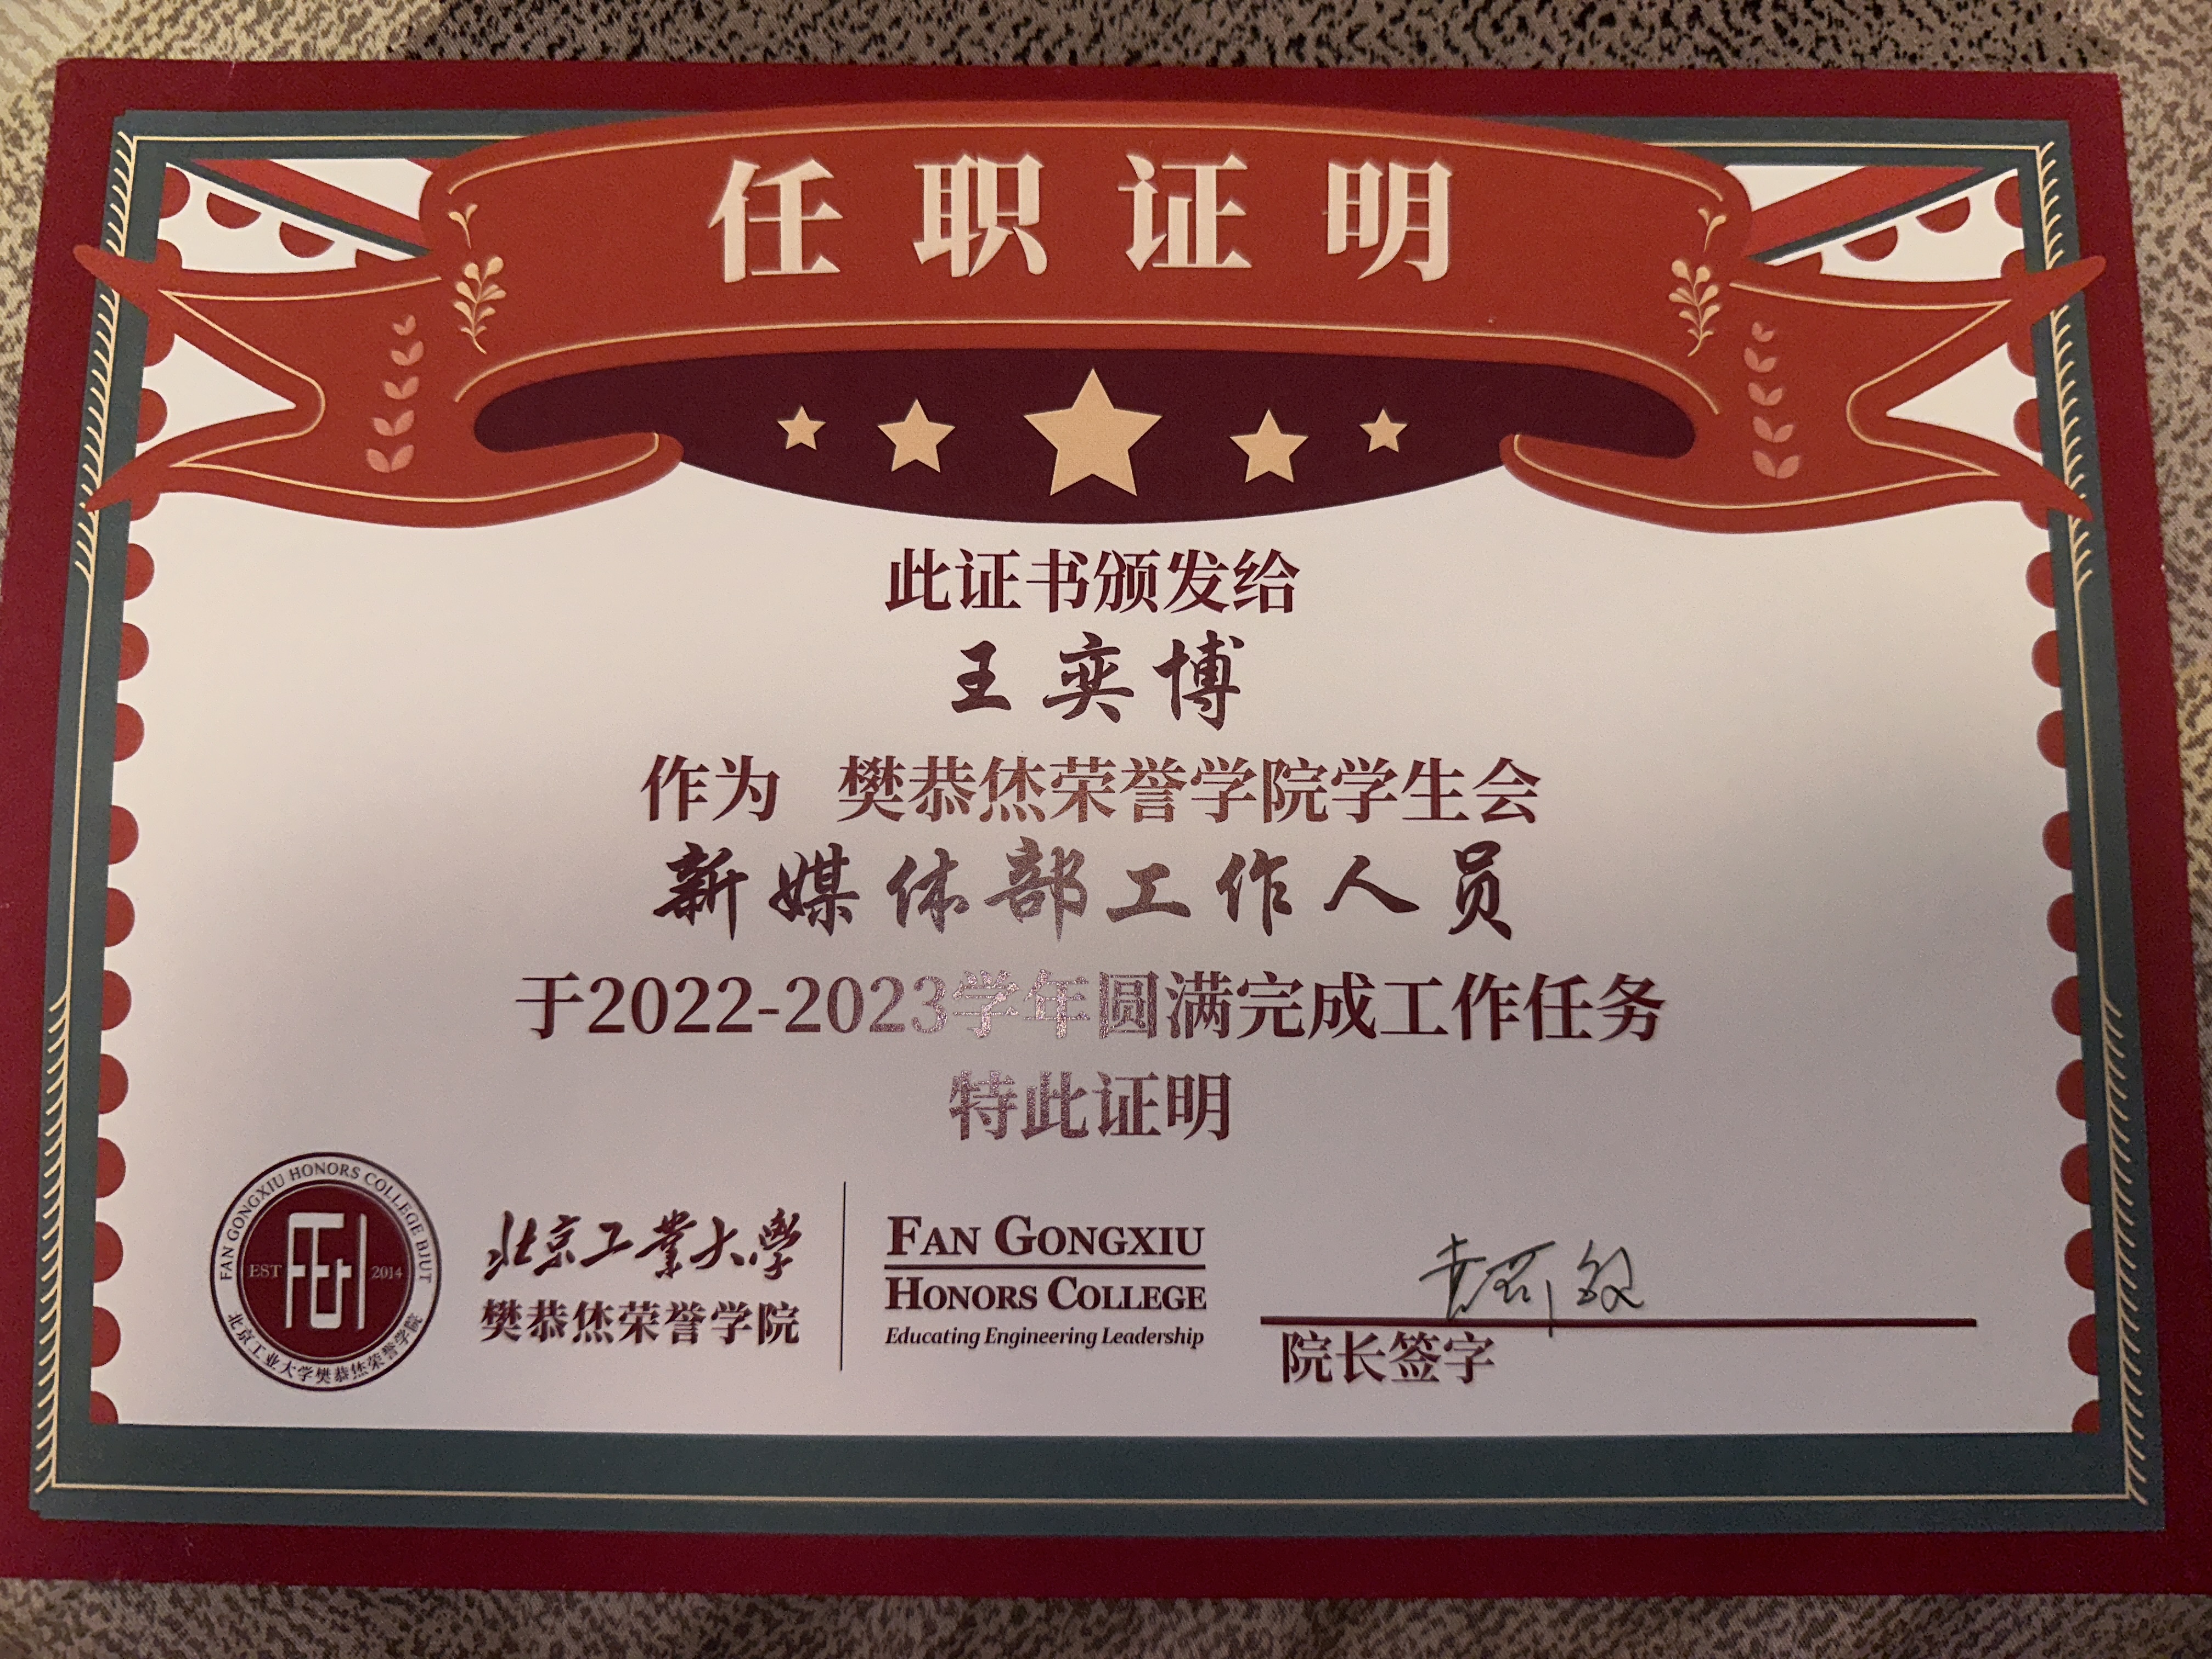 任职证明
此证书颁发给
王奕博
作为 樊恭烋荣誉学院学生会
新媒体部工作人员
于2022-2023学年圆满完成工作任务
特此证明
FAN GONGXIU HONORS COLLEGE BJUT
EST 2014
北京工业大学樊恭烋荣誉学院
北京工業大學
樊恭烋荣誉学院
FAN GONGXIU
HONORS COLLEGE
Educating Engineering Leadership
院长签字